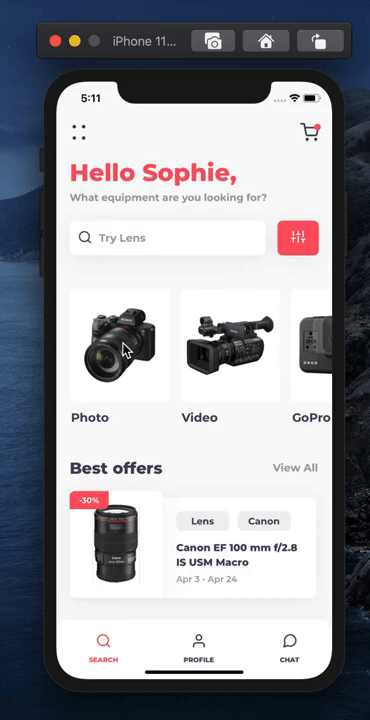 iPhone 11...
5:11
Hello Sophie,
What equipment are you looking for?
Try Lens
SONY
Photo
Video
GoPro
Best offers
View All
-30%
Canon
Lens
Canon
Canon EF 100 mm f/2.8
IS USM Macro
Apr 3 - Apr 24
SEARCH
PROFILE
CHAT